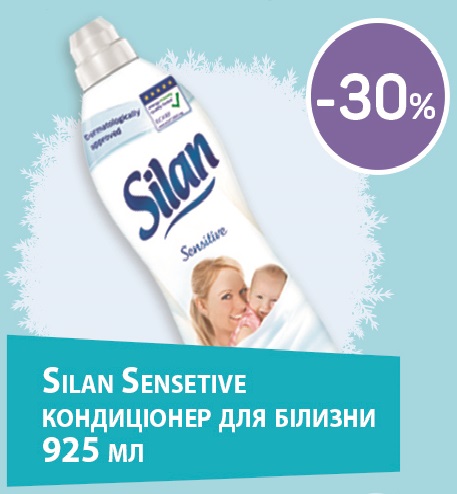 -30%
Dermatologically
approved
Silan
Sensitive
Silan Sensetive
кондиціонер для білизни
925 мл